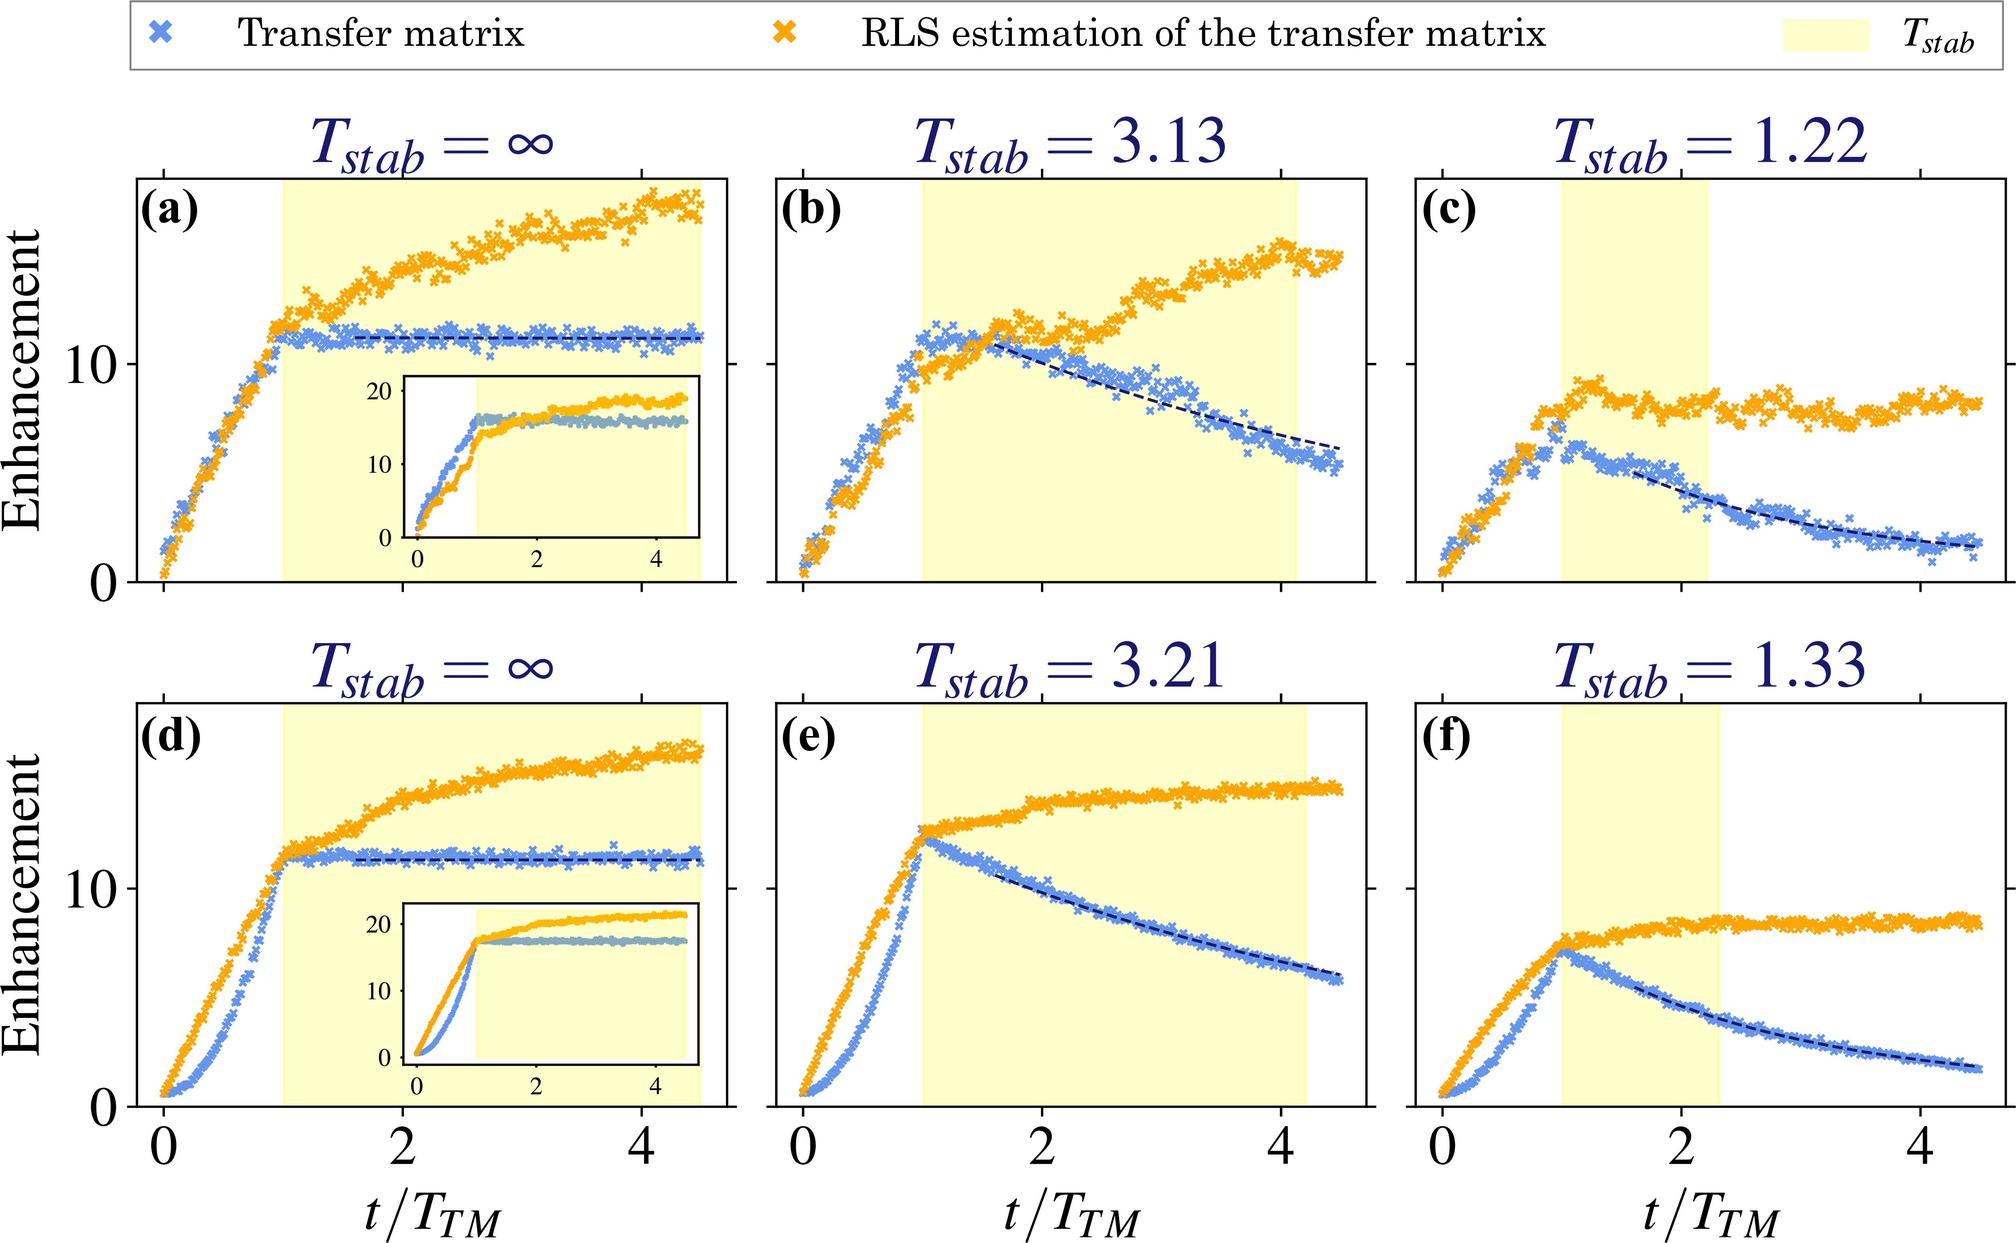 Transfer matrix RLS estimation of the transfer matrix T_stab
T_stab = ∞ T_stab = 3.13 T_stab = 1.22
(a) (b) (c)
Enhancement
10
0
20
10
0
0 2 4
T_stab = ∞ T_stab = 3.21 T_stab = 1.33
(d) (e) (f)
Enhancement
10
0
20
10
0
0 2 4
0 2 4 0 2 4 0 2 4
t/T_TM t/T_TM t/T_TM